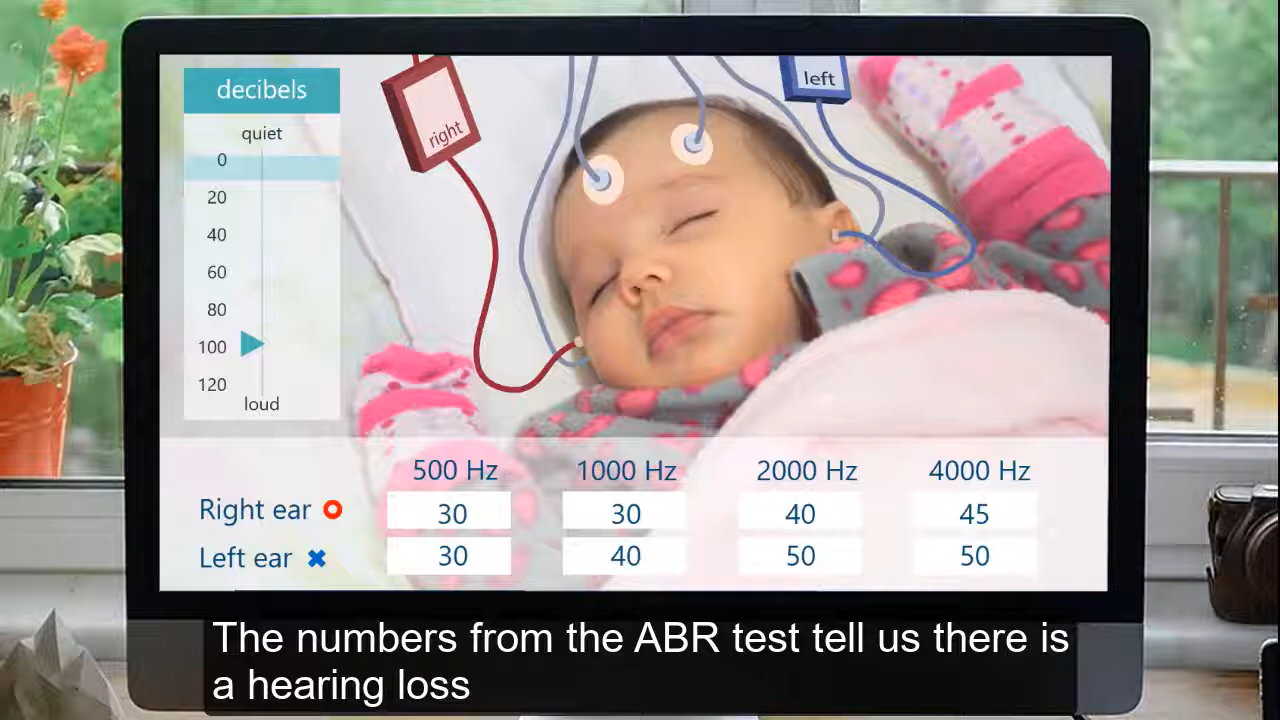 decibels
quiet
0
20
40
60
80
100
120
loud
right
left
500 Hz 1000 Hz 2000 Hz 4000 Hz
Right ear 30 30 40 45
Left ear 30 40 50 50
The numbers from the ABR test tell us there is
a hearing loss